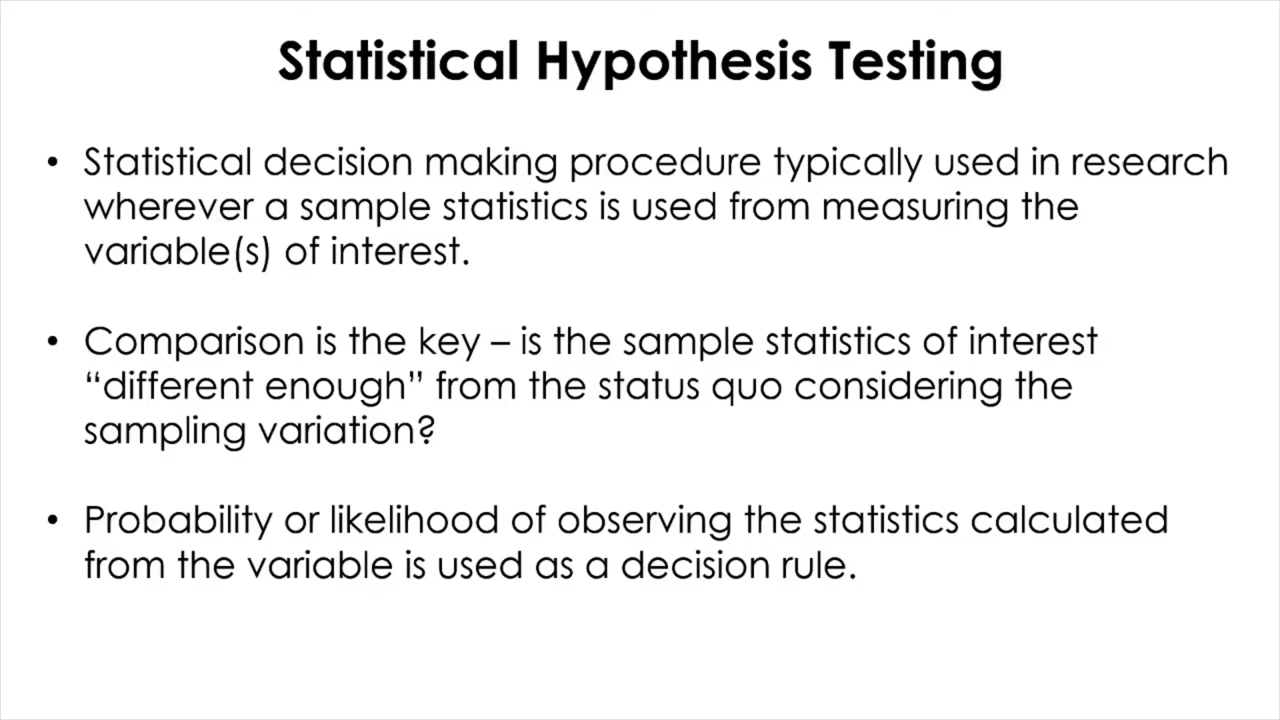 Statistical Hypothesis Testing
• Statistical decision making procedure typically used in research
wherever a sample statistics is used from measuring the
variable(s) of interest.
• Comparison is the key – is the sample statistics of interest
“different enough” from the status quo considering the
sampling variation?
• Probability or likelihood of observing the statistics calculated
from the variable is used as a decision rule.